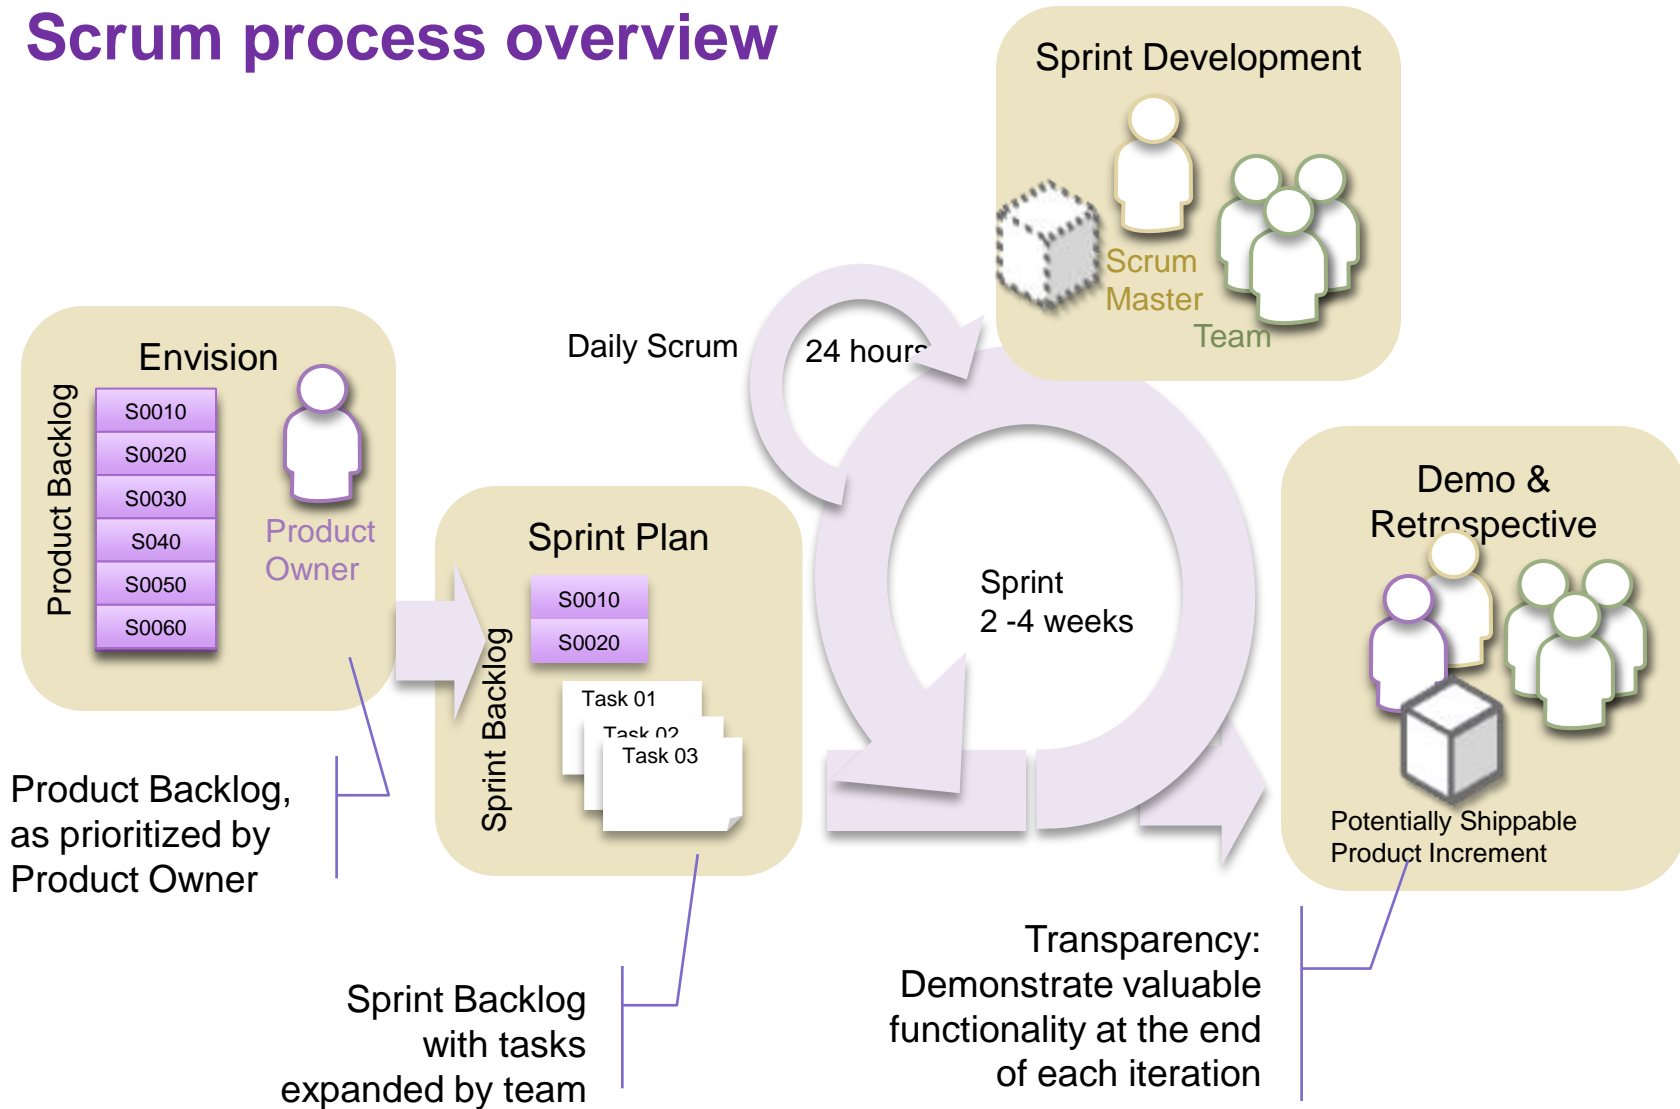 Scrum process overview
Sprint Development
Scrum
Master
Team
Daily Scrum
24 hours
Envision
Product Backlog
S0010
S0020
S0030
S040
S0050
S0060
Product
Owner
Sprint Plan
Sprint Backlog
S0010
S0020
Task 01
Task 02
Task 03
Sprint
2 -4 weeks
Demo &
Retrospective
Potentially Shippable
Product Increment
Product Backlog,
as prioritized by
Product Owner
Sprint Backlog
with tasks
expanded by team
Transparency:
Demonstrate valuable
functionality at the end
of each iteration